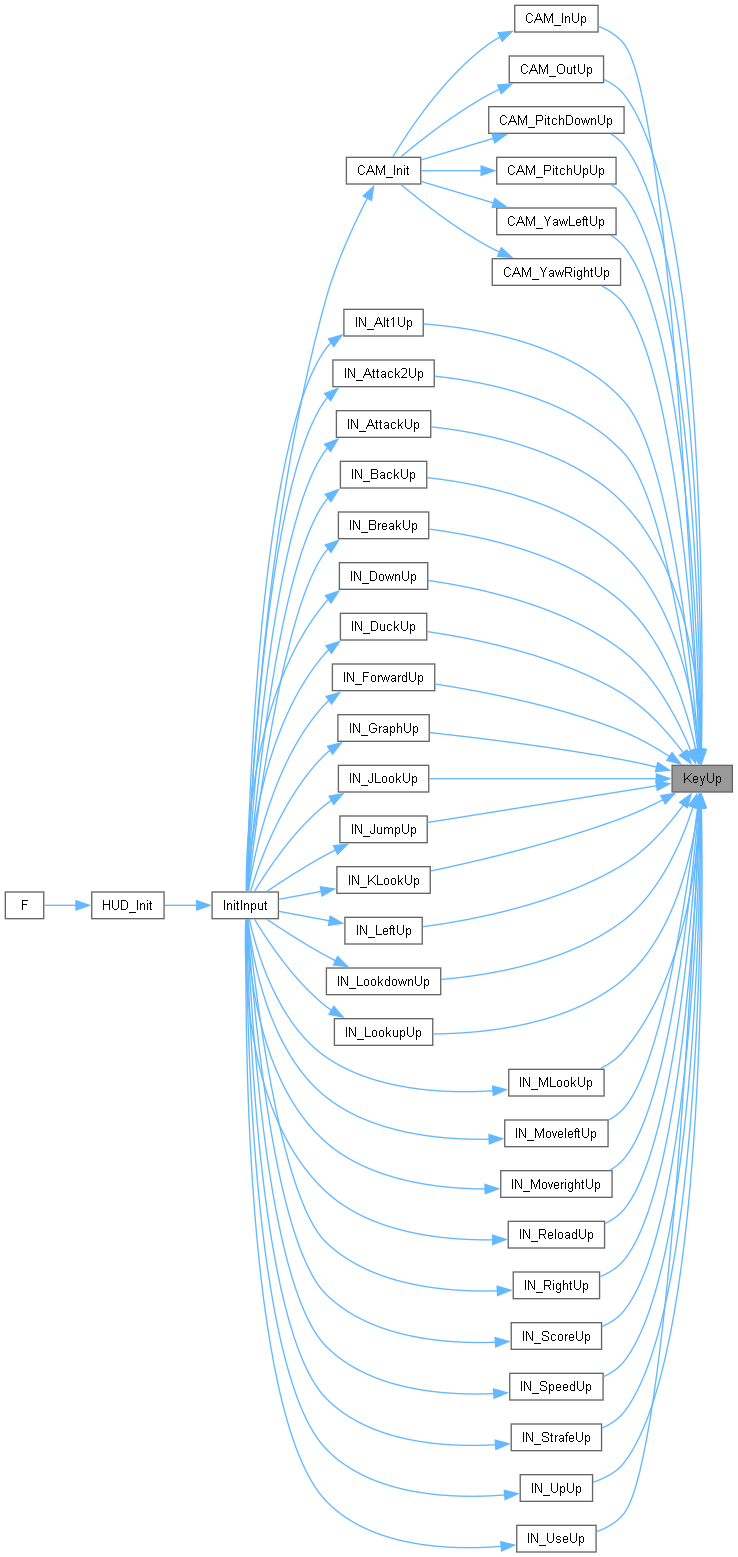 CAM_InUp
CAM_OutUp
CAM_PitchDownUp
CAM_Init
CAM_PitchUpUp
CAM_YawLeftUp
CAM_YawRightUp
IN_Alt1Up
IN_Attack2Up
IN_AttackUp
IN_BackUp
IN_BreakUp
IN_DownUp
IN_DuckUp
IN_ForwardUp
IN_GraphUp
IN_JLookUp
KeyUp
IN_JumpUp
IN_KLookUp
F
HUD_Init
InitInput
IN_LeftUp
IN_LookdownUp
IN_LookupUp
IN_MLookUp
IN_MoveleftUp
IN_MoverightUp
IN_ReloadUp
IN_RightUp
IN_ScoreUp
IN_SpeedUp
IN_StrafeUp
IN_UpUp
IN_UseUp